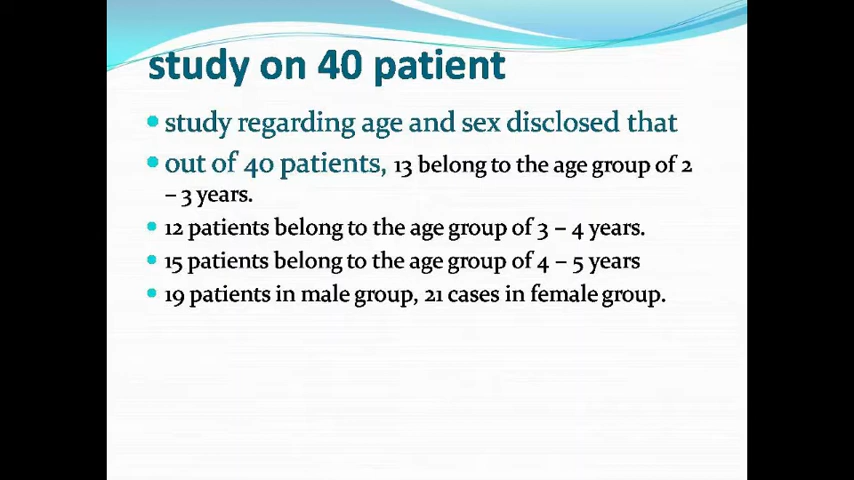 study on 40 patient
• study regarding age and sex disclosed that
• out of 40 patients, 13 belong to the age group of 2
– 3 years.
• 12 patients belong to the age group of 3 – 4 years.
• 15 patients belong to the age group of 4 – 5 years
• 19 patients in male group, 21 cases in female group.